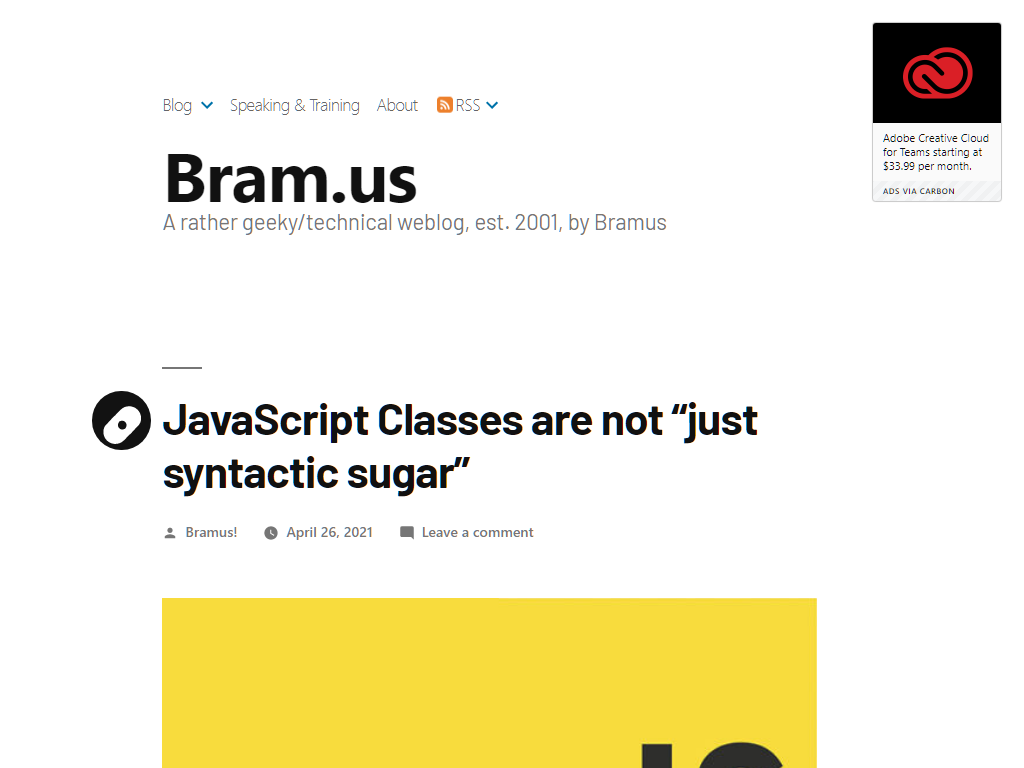 Blog
Speaking & Training
About
RSS
Bram.us
A rather geeky/technical weblog, est. 2001, by Bramus
Adobe Creative Cloud
for Teams starting at
$33.99 per month.
ADS VIA CARBON
JavaScript Classes are not “just
syntactic sugar”
Bramus!
April 26, 2021
Leave a comment